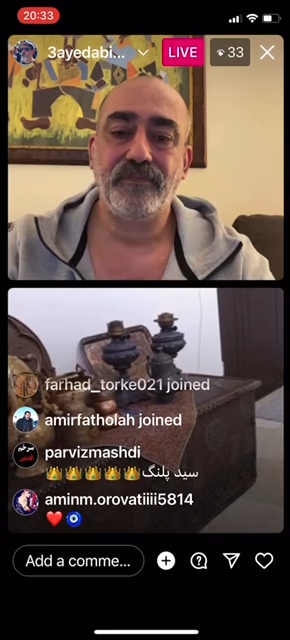 20:33
3ayedabi...
LIVE
33
farhad_torke021 joined
amirfatholah joined
parvizmashdi
سید پلنگ👑👑👑👑👑
aminm.orovatiiii5814
❤️🧿
Add a comme...